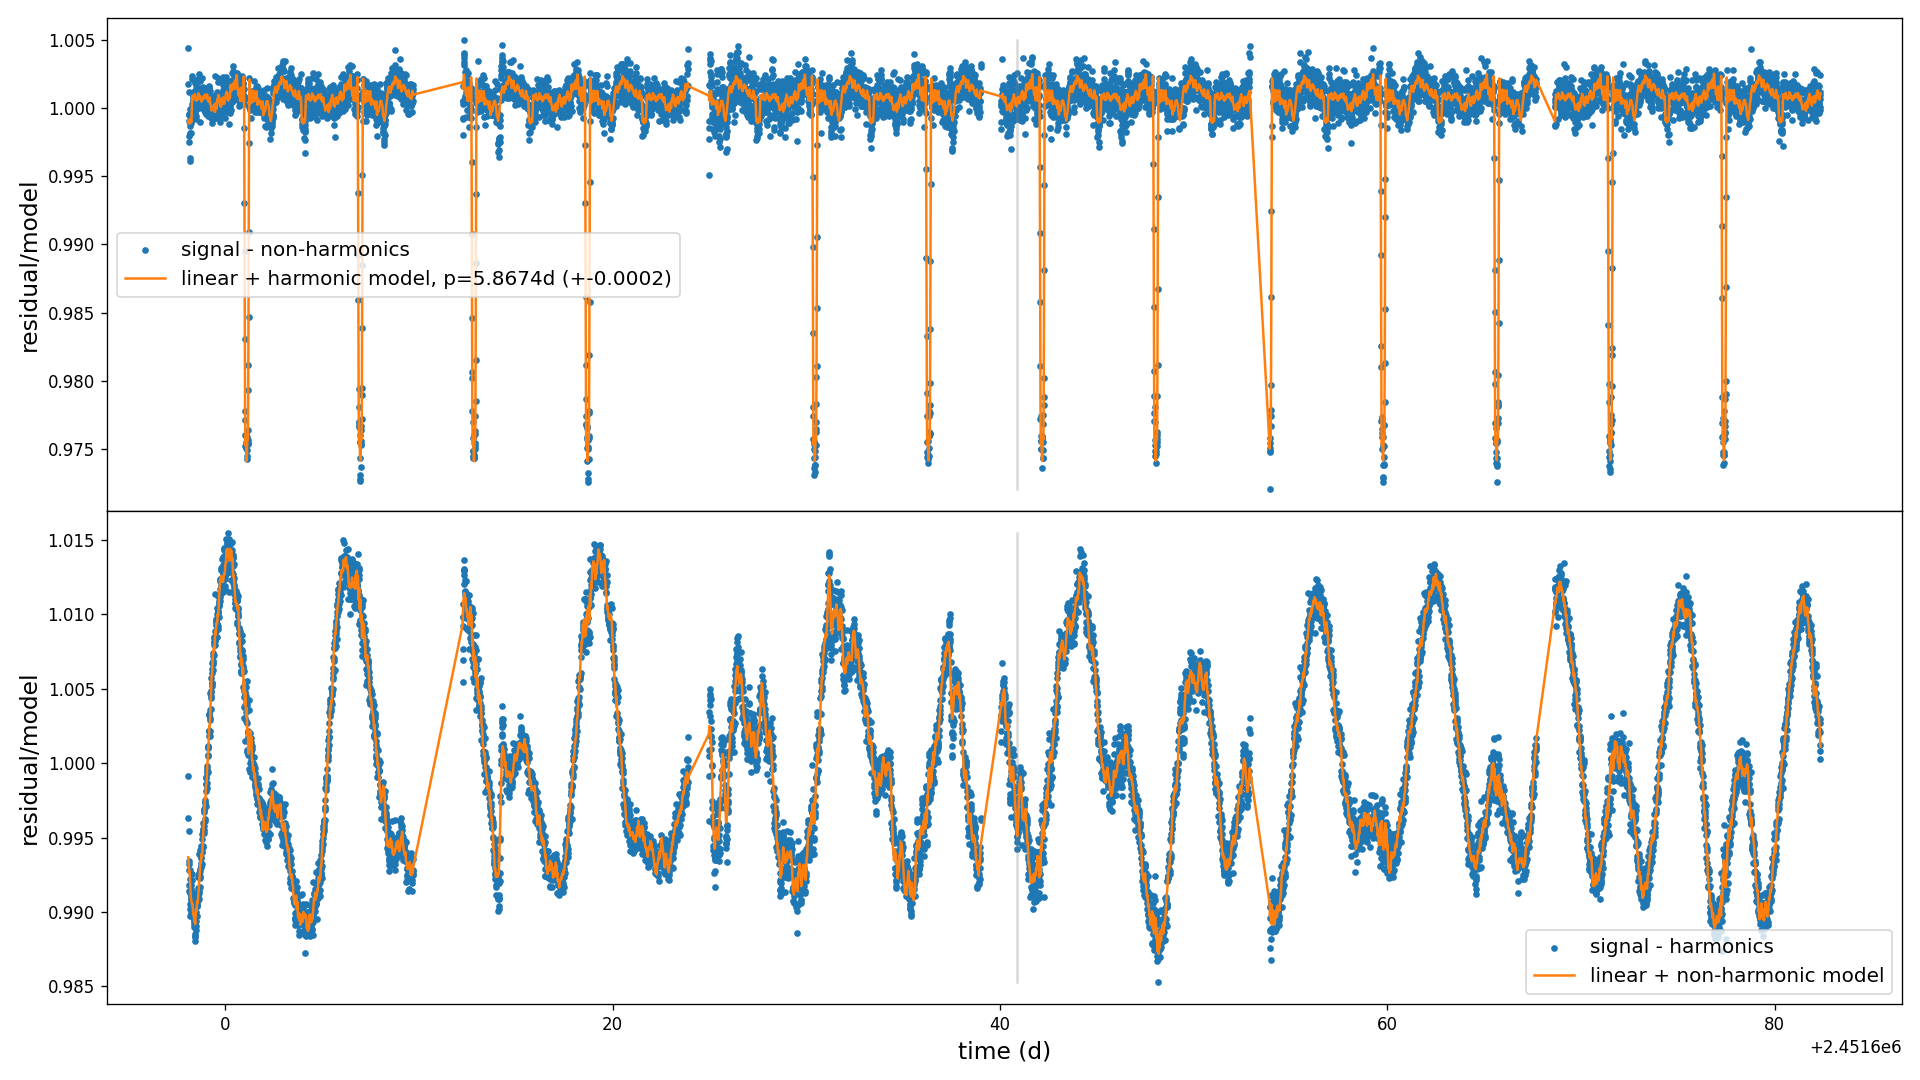 1.005
1.000
0.995
0.990
0.985
0.980
0.975
residual/model
signal - non-harmonics
linear + harmonic model, p=5.8674d (+-0.0002)
1.015
1.010
1.005
1.000
0.995
0.990
0.985
residual/model
signal - harmonics
linear + non-harmonic model
0 20 40 60 80
time (d)
+2.4516e6